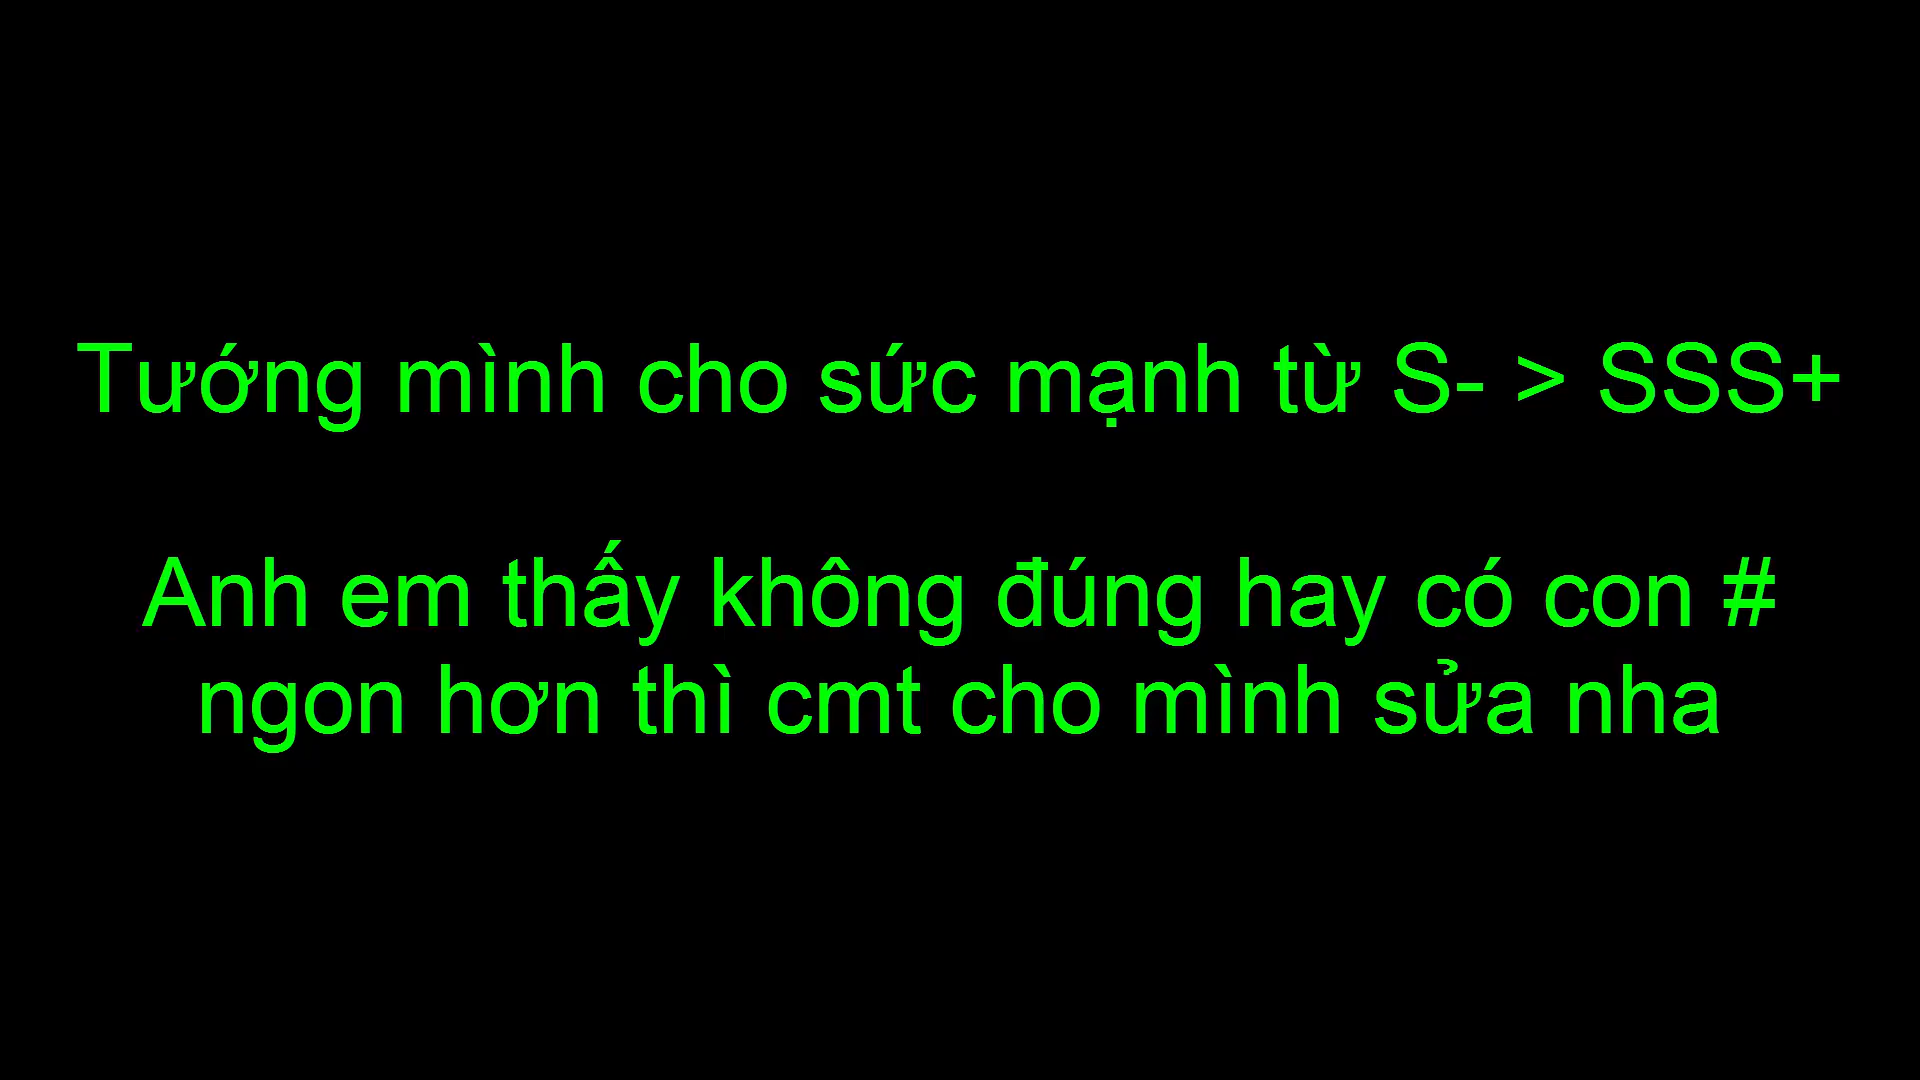 Tướng mình cho sức mạnh từ S- > SSS+
Anh em thấy không đúng hay có con #
ngon hơn thì cmt cho mình sửa nha